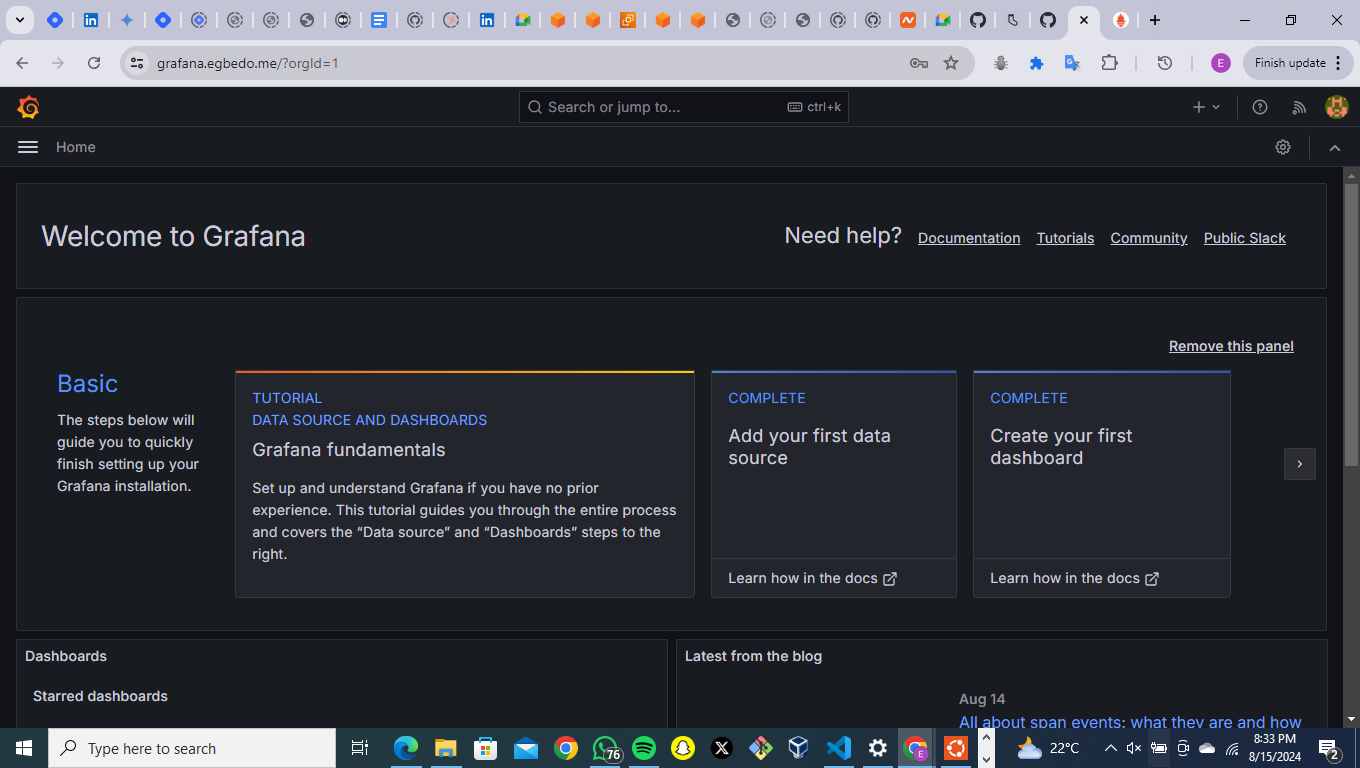 grafana.egbedo.me/?orgId=1
E
Finish update
Search or jump to...
ctrl+k
Home
Welcome to Grafana
Need help?
Documentation
Tutorials
Community
Public Slack
Remove this panel
Basic
The steps below will
guide you to quickly
finish setting up your
Grafana installation.
TUTORIAL
DATA SOURCE AND DASHBOARDS
Grafana fundamentals
Set up and understand Grafana if you have no prior
experience. This tutorial guides you through the entire process
and covers the “Data source” and “Dashboards” steps to the
right.
COMPLETE
Add your first data
source
Learn how in the docs
COMPLETE
Create your first
dashboard
Learn how in the docs
Dashboards
Starred dashboards
Latest from the blog
Aug 14
All about span events: what they are and how
Type here to search
76
E
22°C
8:33 PM
8/15/2024
2